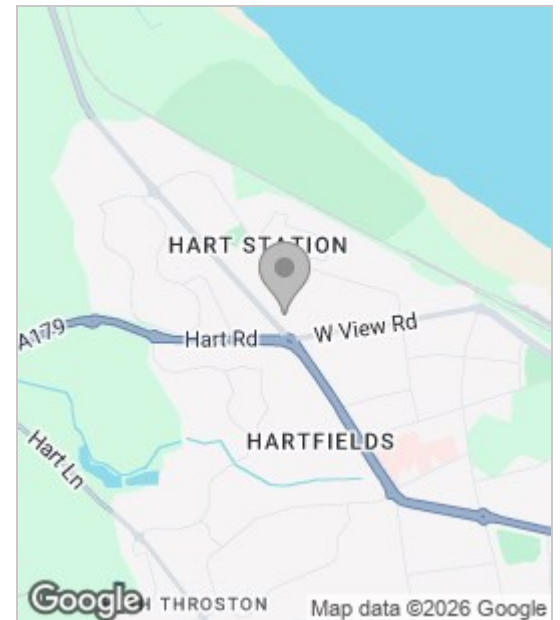 HART STATION
A179
Hart Rd
W View Rd
HARTFIELDS
Hart Ln
THROSTON
Google
Map data ©2026 Google